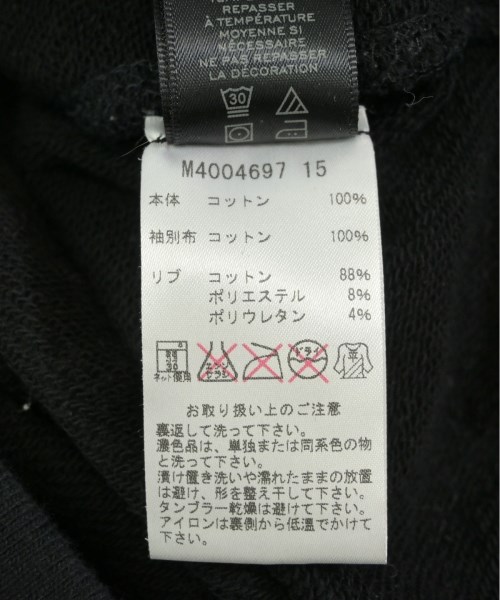 REPASSER
À TEMPÉRATURE
MOYENNE SI
NÉCESSAIRE
NE PAS REPASSER
LA DÉCORATION
30
M4004697 15
本体 コットン 100%
袖別布 コットン 100%
リブ コットン 88%
ポリエステル 8%
ポリウレタン 4%
30
ネット使用
エンソ
サラシ
ドライ
平
お取り扱い上のご注意
裏返して洗って下さい。
濃色品は、単独または同系色の物
と洗って下さい。
漬け置き洗いや濡れたままの放置
は避け、形を整え干して下さい。
タンブラー乾燥は避けて下さい。
アイロンは裏側から低温でかけて
下さい。